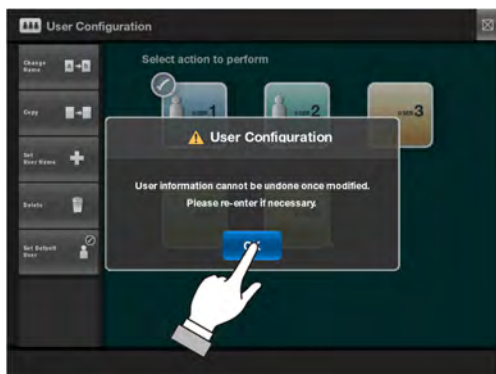 User Configuration
Select action to perform
Change
Name
a
b
Copy
Set
User Name
Delete
Set Default
User
USER 1
USER 2
USER 3
User Configuration
User information cannot be undone once modified.
Please re-enter if necessary.
OK